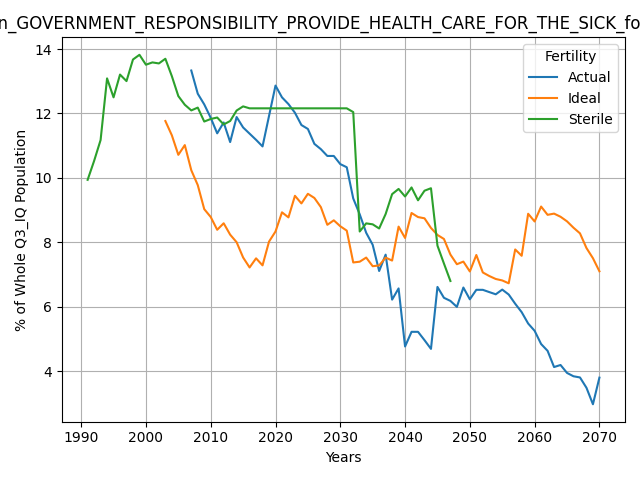 n_GOVERNMENT_RESPONSIBILITY_PROVIDE_HEALTH_CARE_FOR_THE_SICK_fo
Fertility
Actual
Ideal
Sterile
% of Whole Q3_IQ Population
14
12
10
8
6
4
1990 2000 2010 2020 2030 2040 2050 2060 2070
Years